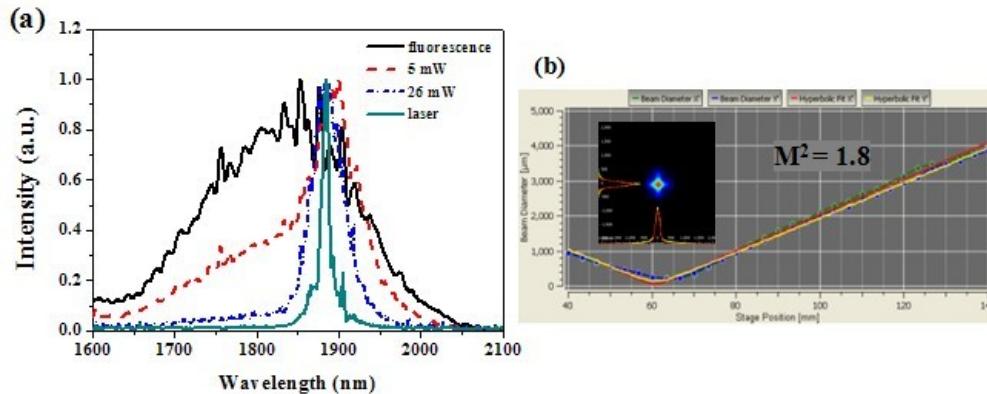 (a)
1.2
1.0
0.8
0.6
0.4
0.2
0.0
Intensity (a.u.)
fluorescence
5 mW
26 mW
laser
1600 1700 1800 1900 2000 2100
Wavelength (nm)
(b)
Beam Diameter X' Beam Diameter Y' Hyperbolic Fit X' Hyperbolic Fit Y'
5,000
4,000
3,000
2,000
1,000
0
Beam Diameter [µm]
M² = 1.8
40 60 80 100 120 140
Stage Position [mm]